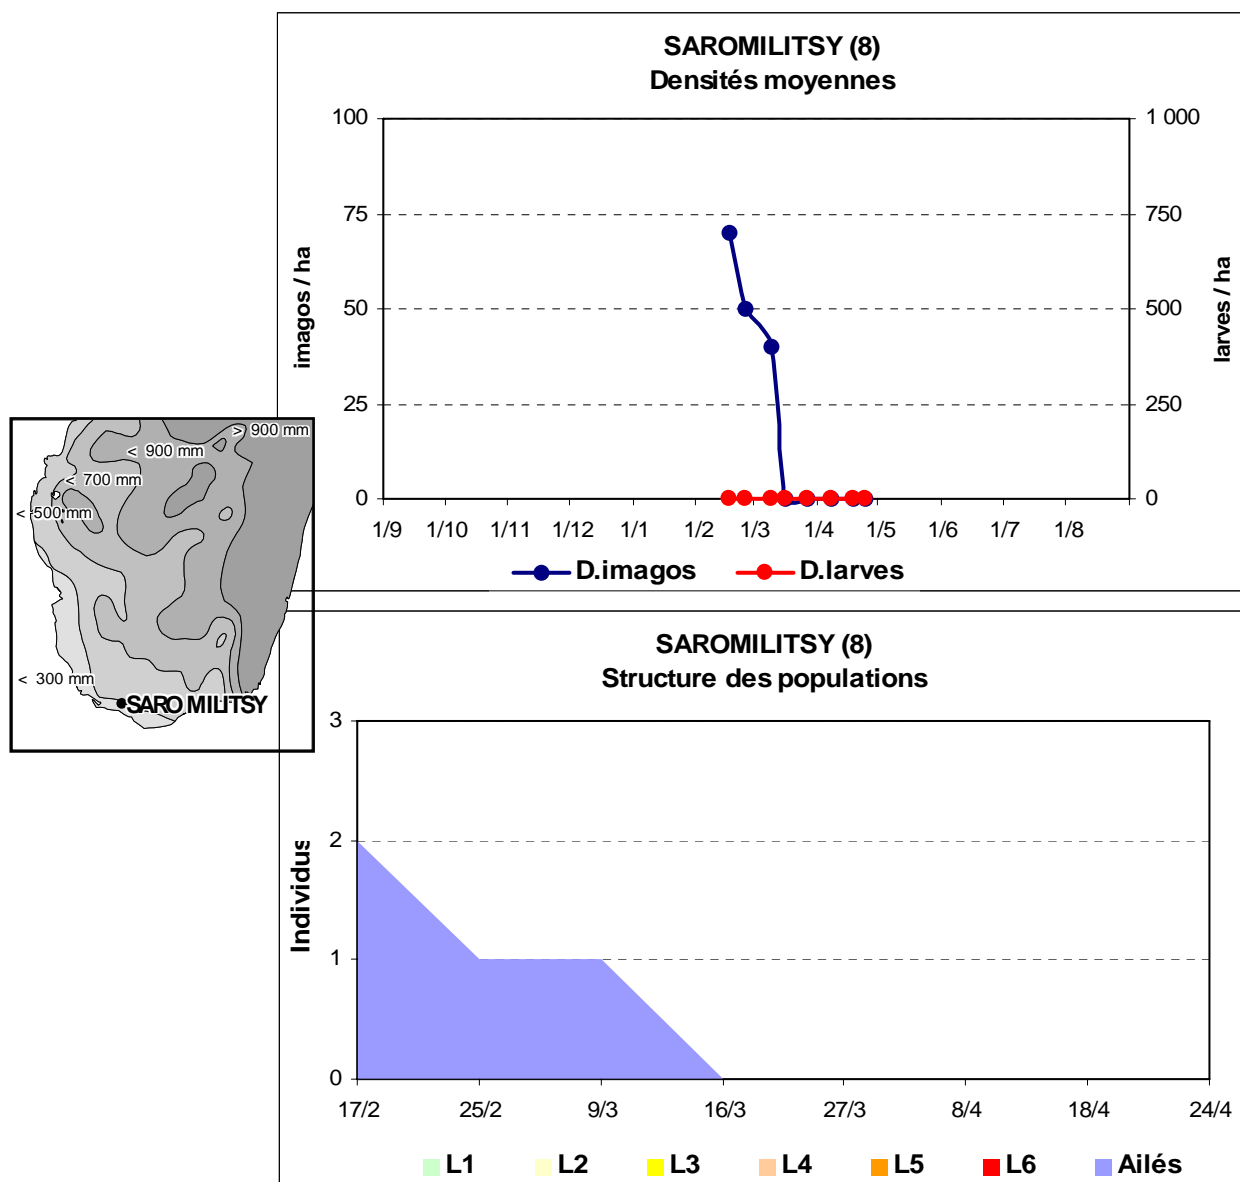 SAROMILITSY (8)
Densités moyennes
100
1 000
75
750
50
500
25
250
0
0
imagos / ha
larves / ha
1/9 1/10 1/11 1/12 1/1 1/2 1/3 1/4 1/5 1/6 1/7 1/8
D.imagos D.larves
> 900 mm
< 900 mm
< 700 mm
< 500 mm
< 300 mm
SAROMILITSY
SAROMILITSY (8)
Structure des populations
3
2
1
0
Individus
17/2 25/2 9/3 16/3 27/3 8/4 18/4 24/4
L1 L2 L3 L4 L5 L6 Ailés